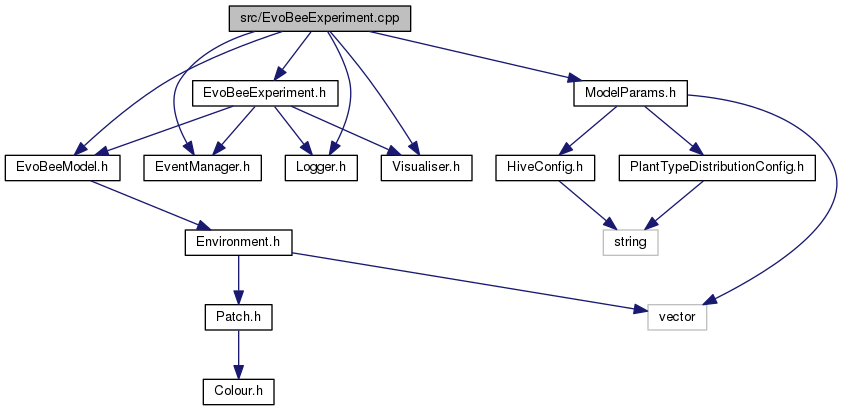 src/EvoBeeExperiment.cpp
EvoBeeExperiment.h
ModelParams.h
EvoBeeModel.h
EventManager.h
Logger.h
Visualiser.h
HiveConfig.h
PlantTypeDistributionConfig.h
Environment.h
string
Patch.h
vector
Colour.h